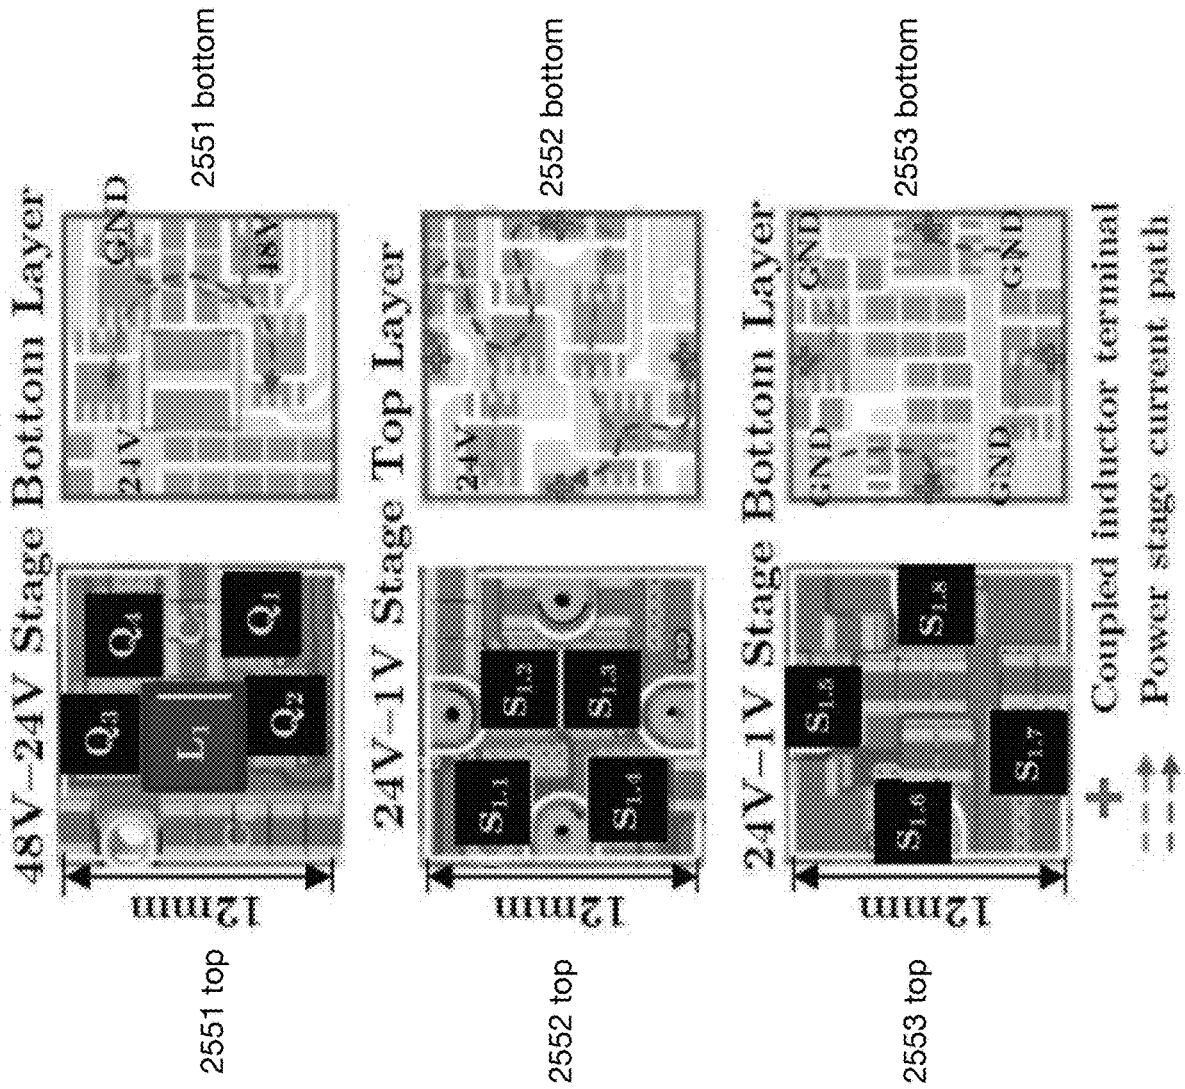 48V–24V Stage Bottom Layer
2551 top
12mm
Q3
Q4
L1
Q2
Q1
24V
GND
48V
2551 bottom
24V–1V Stage Top Layer
2552 top
12mm
S1.1
S1.2
S1.4
S1.3
24V
2552 bottom
24V–1V Stage Bottom Layer
2553 top
12mm
S1.5
S1.8
S1.6
S1.7
GND
GND
GND
GND
2553 bottom
Coupled inductor terminal
Power stage current path